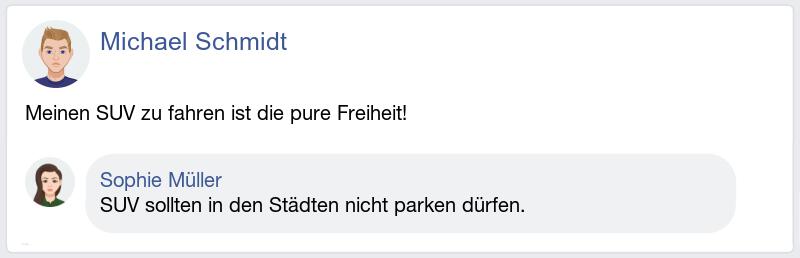 Michael Schmidt
Meinen SUV zu fahren ist die pure Freiheit!
Sophie Müller
SUV sollten in den Städten nicht parken dürfen.